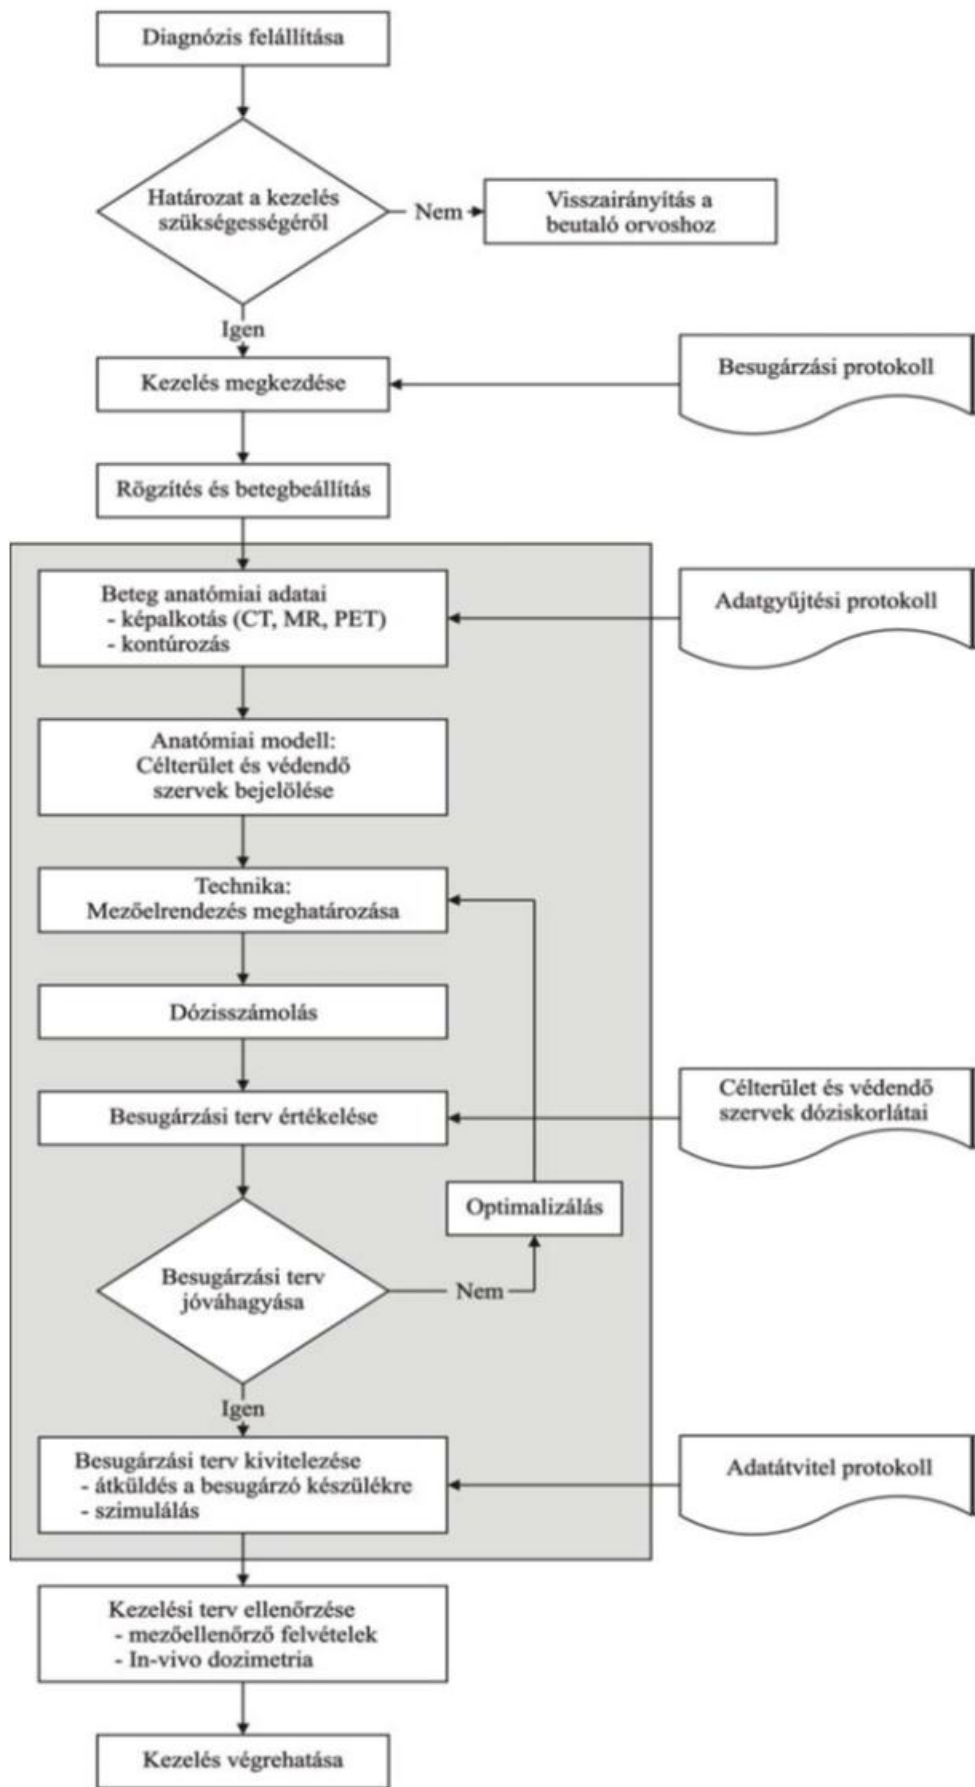 Diagnózis felállítása
Határozat a kezelés
szükségességéről
Nem
Visszairányítás a
beutaló orvoshoz
Igen
Kezelés megkezdése
Besugárzási protokoll
Rögzítés és betegbeállítás
Beteg anatómiai adatai
- képalkotás (CT, MR, PET)
- kontúrozás
Adatgyűjtési protokoll
Anatómiai modell:
Célterület és védendő
szervek bejelölése
Technika:
Mezőelrendezés meghatározása
Dózisszámolás
Besugárzási terv értékelése
Célterület és védendő
szervek dóziskorlátai
Optimalizálás
Besugárzási terv
jóváhagyása
Nem
Igen
Besugárzási terv kivitelezése
- átküldés a besugárzó készülékre
- szimulálás
Adatátvitel protokoll
Kezelési terv ellenőrzése
- mezőellenőrző felvételek
- In-vivo dozimetria
Kezelés végrehatása